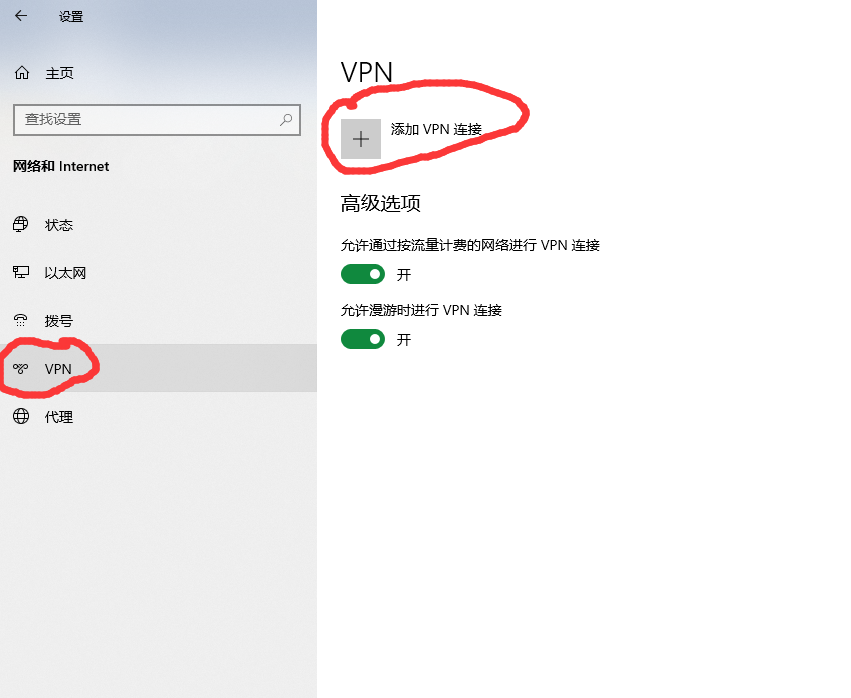 设置
主页
查找设置
网络和 Internet
状态
以太网
拨号
VPN
代理
VPN
添加 VPN 连接
高级选项
允许通过按流量计费的网络进行 VPN 连接
开
允许漫游时进行 VPN 连接
开